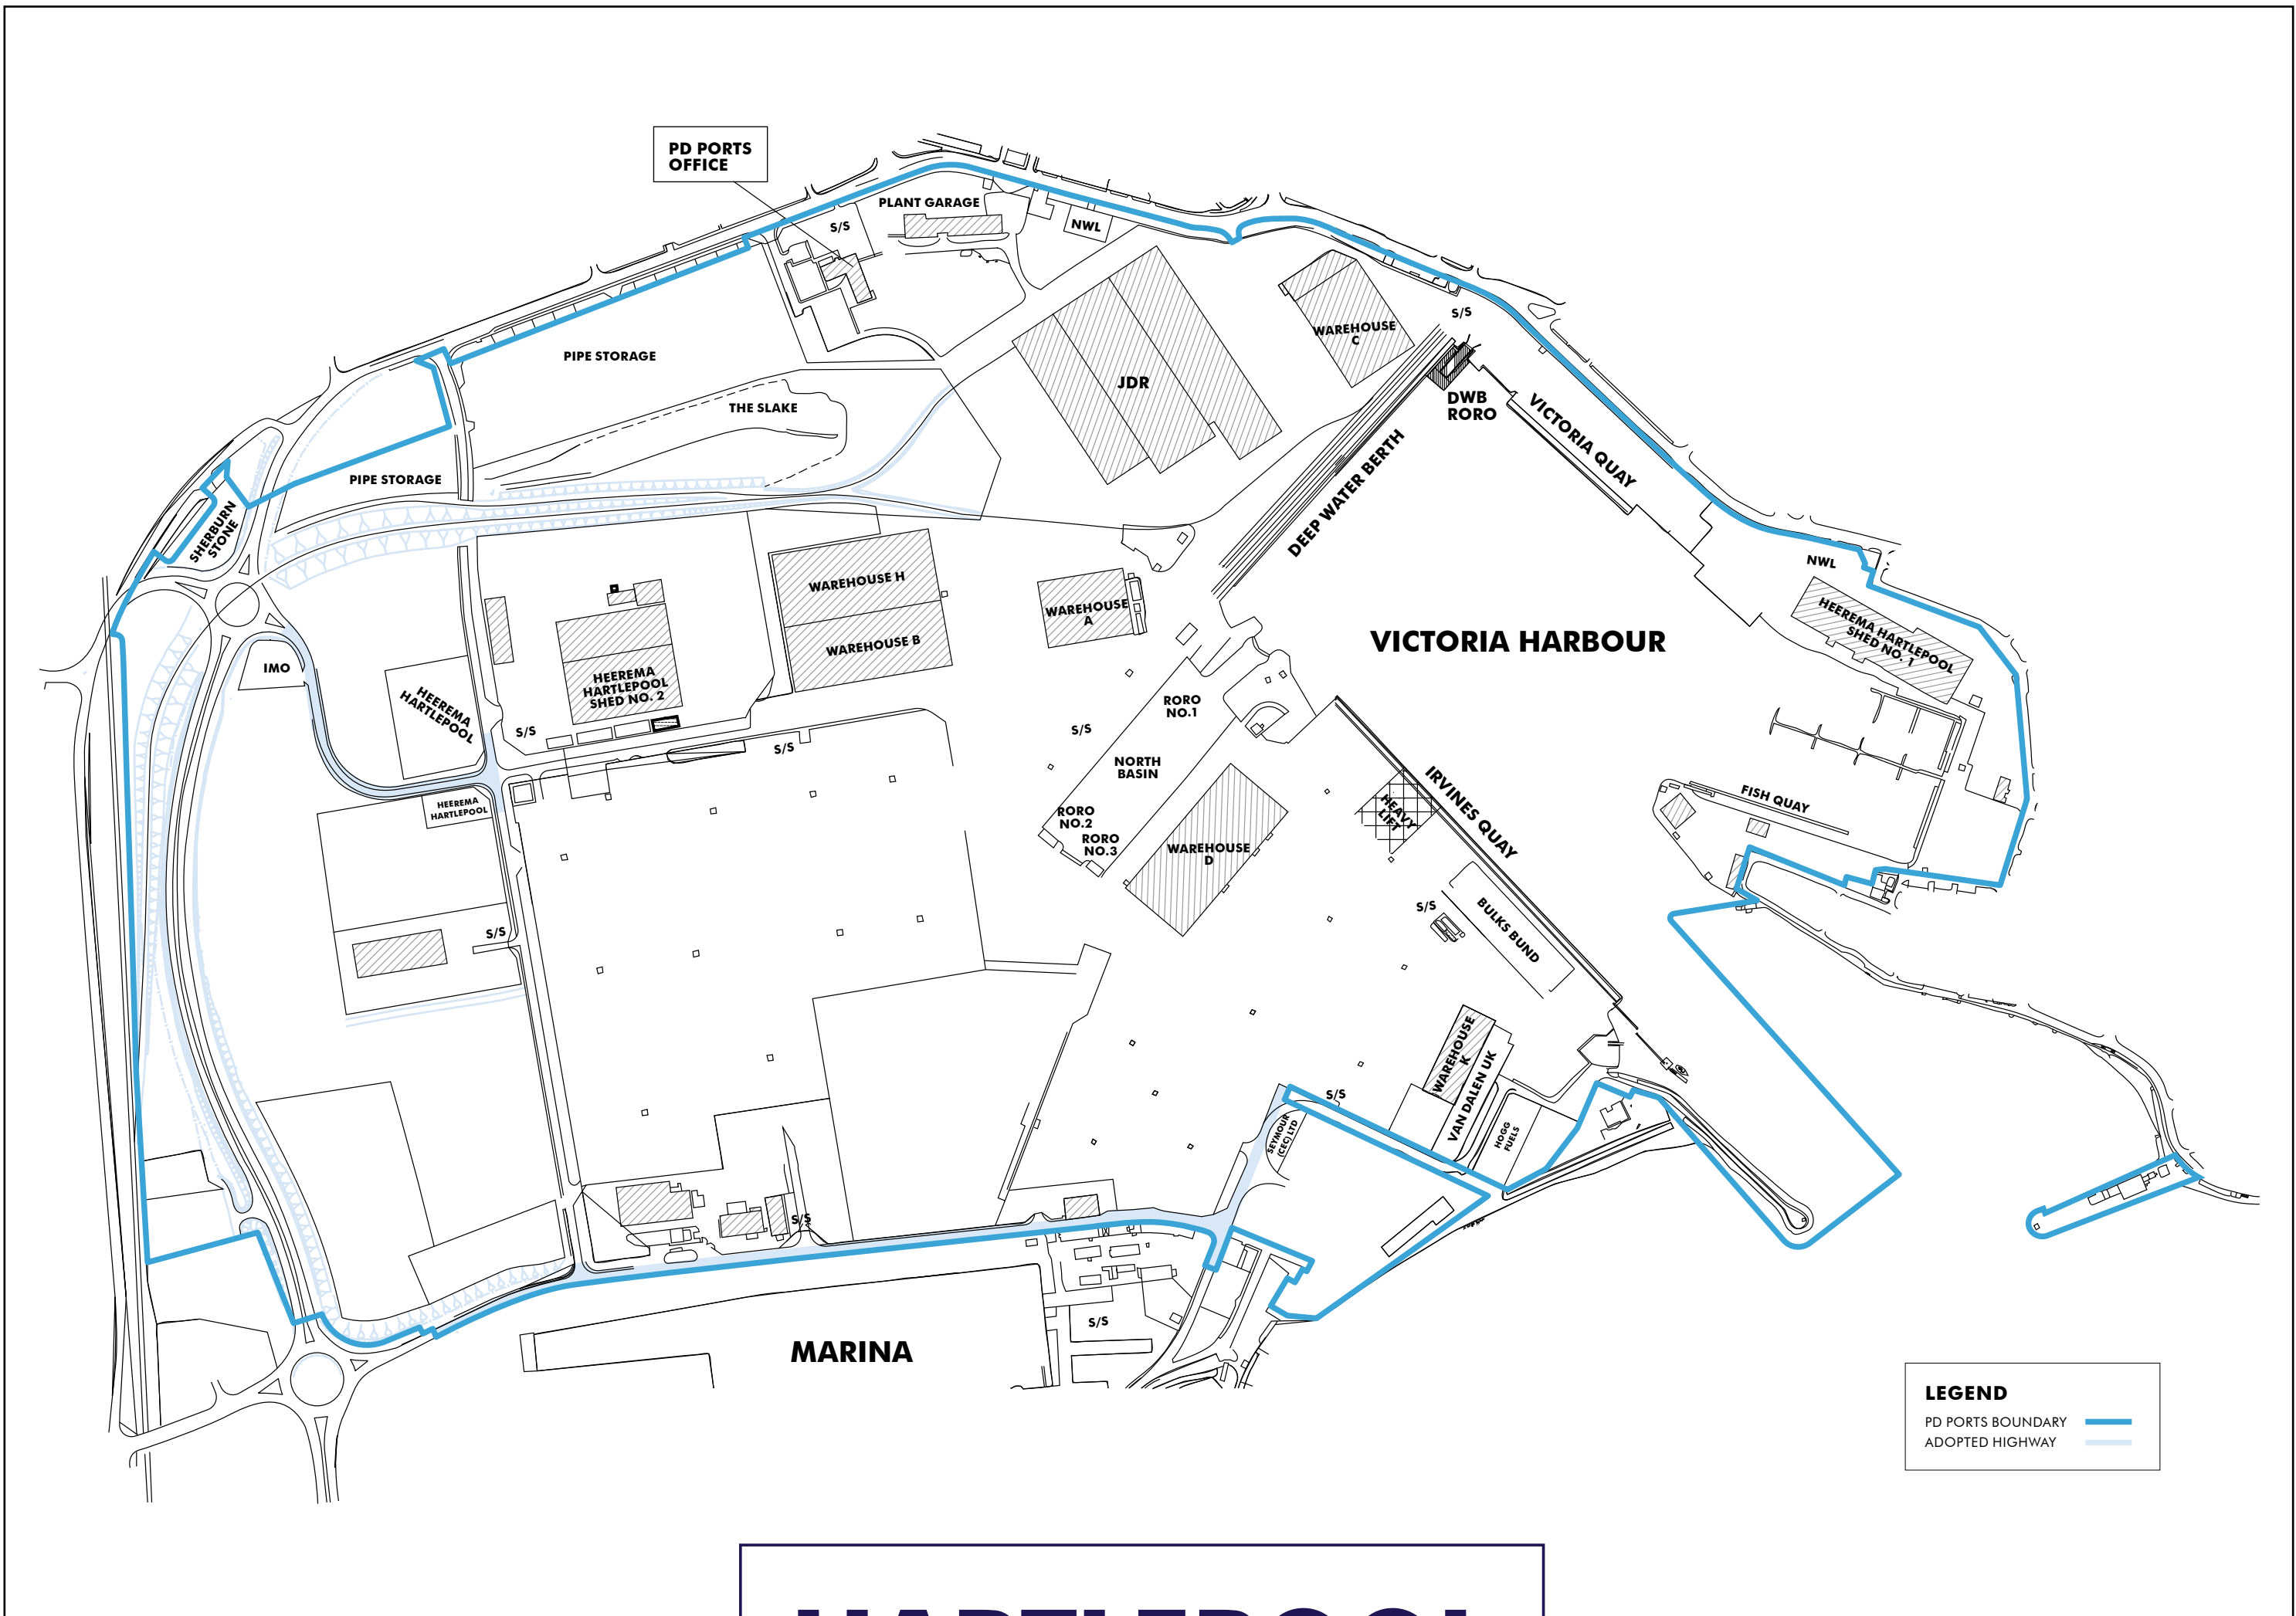 PD PORTS
OFFICE
PLANT GARAGE
S/S
NWL
PIPE STORAGE
THE SLAKE
JDR
WAREHOUSE
C
S/S
DWB
RORO
VICTORIA QUAY
DEEP WATER BERTH
PIPE STORAGE
SHERBURN
STONE
WAREHOUSE H
WAREHOUSE B
WAREHOUSE
A
NWL
HEEREMA HARTLEPOOL
SHED NO. 1
VICTORIA HARBOUR
IMO
HEEREMA
HARTLEPOOL
HEEREMA
HARTLEPOOL
SHED NO. 2
S/S
S/S
S/S
RORO
NO.1
NORTH
BASIN
RORO
NO.2
RORO
NO.3
HEEREMA
HARTLEPOOL
IRVINES QUAY
HEAVY
LIFT
FISH QUAY
WAREHOUSE
D
S/S
S/S
BULKS BUND
WAREHOUSE
K
VAN DALEN UK
HOGG
FUELS
S/S
SEYMOUR
(CEC) LTD
S/S
S/S
MARINA
LEGEND
PD PORTS BOUNDARY
ADOPTED HIGHWAY
HARTLEPOOL